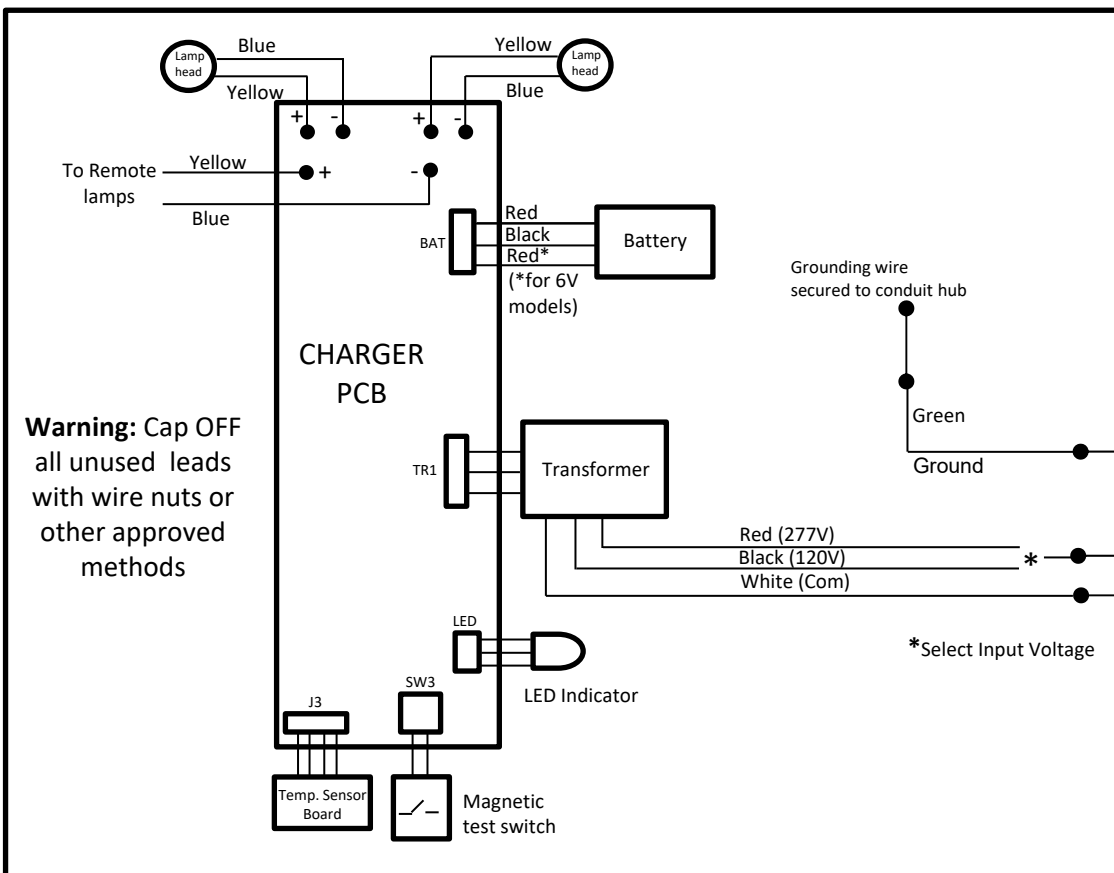 Blue
Yellow
Lamp
head
Lamp
head
Yellow
Blue
+ -
+ -
To Remote
lamps
Yellow
+
-
Blue
BAT
Red
Black
Red*
(*for 6V
models)
Battery
Grounding wire
secured to conduit hub
CHARGER
PCB
Warning: Cap OFF
all unused leads
with wire nuts or
other approved
methods
Green
Ground
TR1
Transformer
Red (277V)
Black (120V)
White (Com)
*
*Select Input Voltage
LED
LED Indicator
SW3
J3
Temp. Sensor
Board
Magnetic
test switch